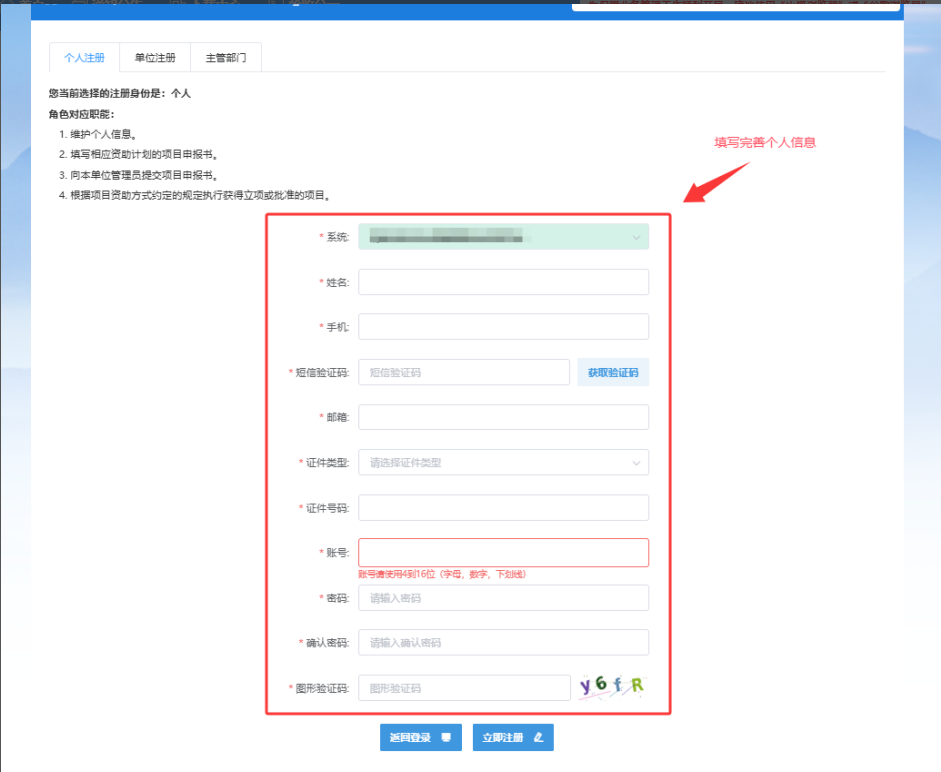 个人注册 单位注册 主管部门
您当前选择的注册身份是：个人
角色对应职能：
1. 维护个人信息。
2. 填写相应资助计划的项目申报书。
3. 向本单位管理员提交项目申报书。
4. 根据项目资助方式约定的规定执行获得立项或批准的项目。
填写完善个人信息
* 系统:
* 姓名:
* 手机:
* 短信验证码: 短信验证码 获取验证码
* 邮箱:
* 证件类型: 请选择证件类型
* 证件号码:
* 账号:
账号请使用4到16位（字母，数字，下划线）
* 密码: 请输入密码
* 确认密码: 请输入确认密码
* 图形验证码: 图形验证码 y6fR
返回登录 立即注册